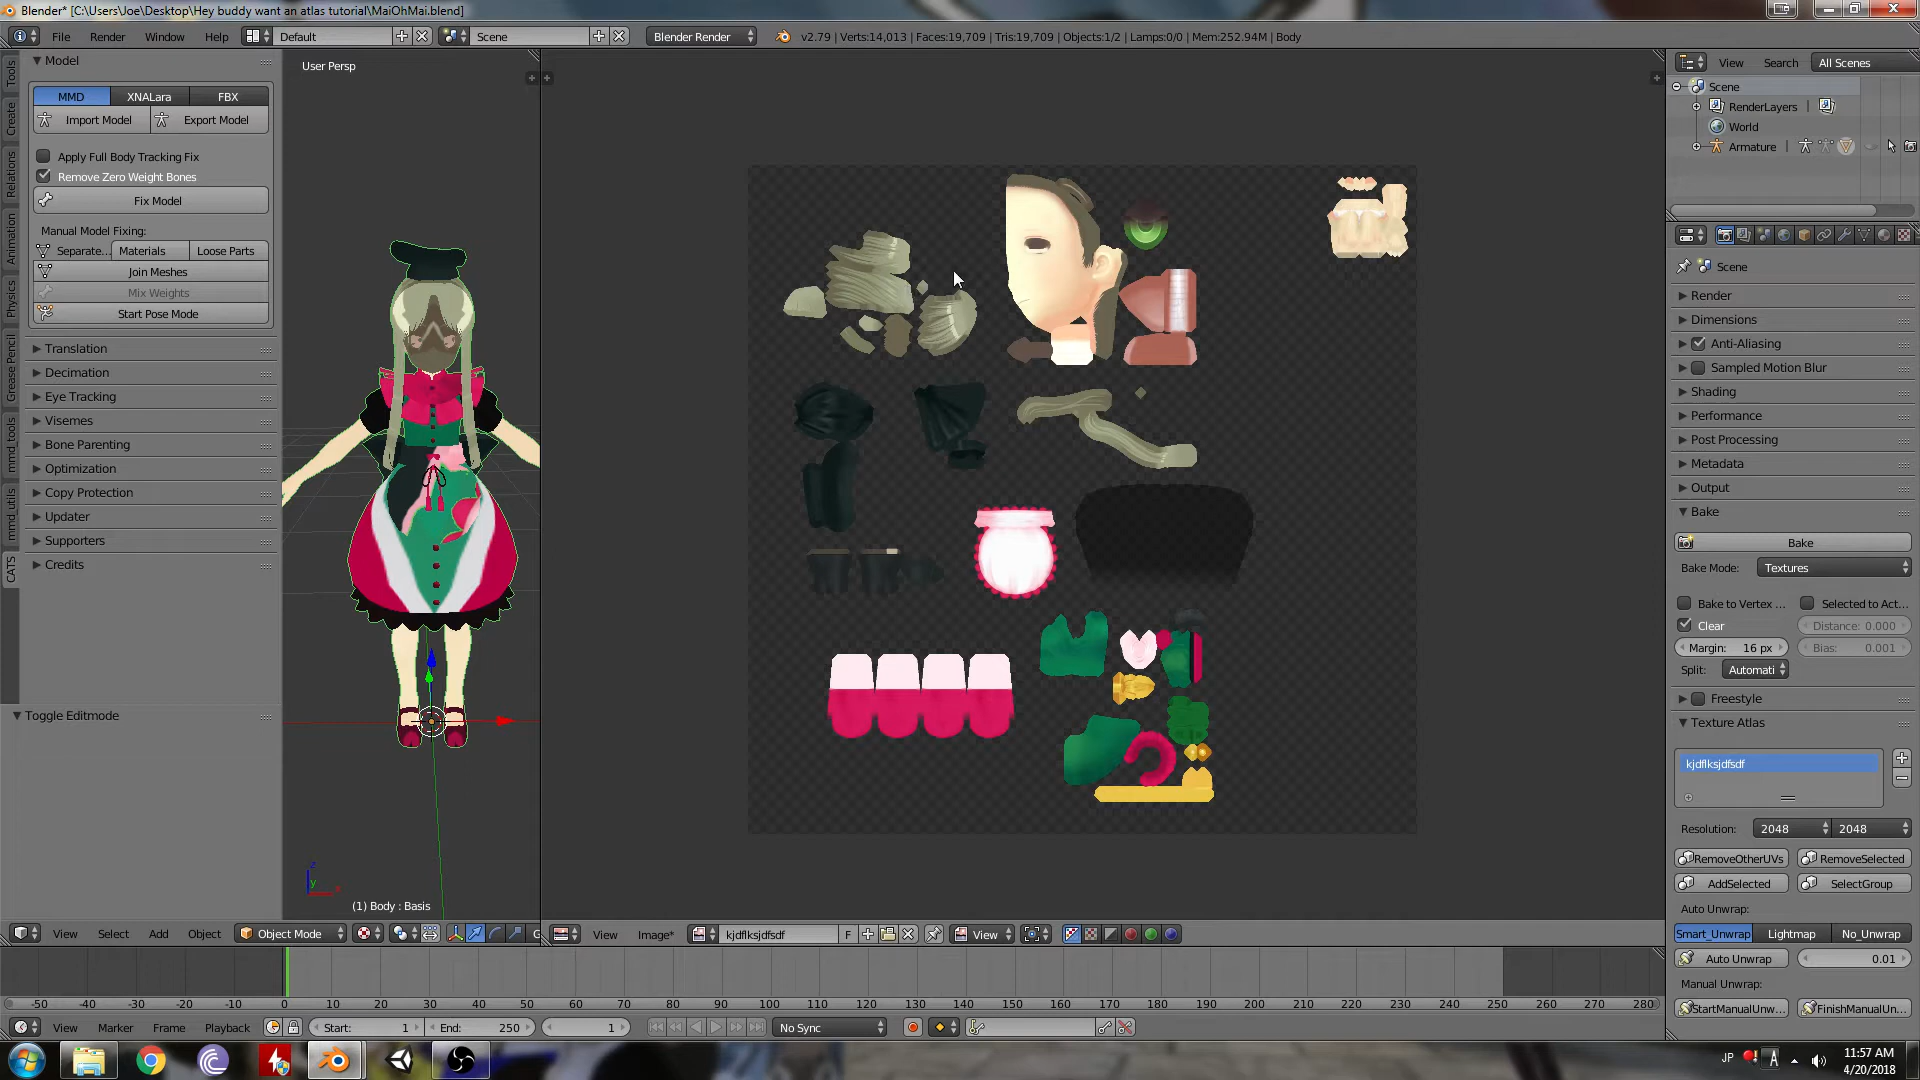 Blender* [C:\Users\Joe\Desktop\Hey buddy want an atlas tutorial\MaiOhMai.blend]
File Render Window Help Default Scene Blender Render v2.79 | Verts:14,013 | Faces:19,709 | Tris:19,709 | Objects:1/2 | Lamps:0/0 | Mem:252.94M | Body
Tools
Create
Relations
Animation
Physics
Grease Pencil
mmd_tools
mmd_utils
CATS
Model
MMD XNALara FBX
Import Model Export Model
Apply Full Body Tracking Fix
Remove Zero Weight Bones
Fix Model
Manual Model Fixing:
Separate... Materials Loose Parts
Join Meshes
Mix Weights
Start Pose Mode
Translation
Decimation
Eye Tracking
Visemes
Bone Parenting
Optimization
Copy Protection
Updater
Supporters
Credits
Toggle Editmode
User Persp
z
y
x
(1) Body : Basis
View Select Add Object Object Mode G
View Image* kjdflksjdfsdf F View
View Search All Scenes
Scene
RenderLayers
World
Armature
Scene
Render
Dimensions
Anti-Aliasing
Sampled Motion Blur
Shading
Performance
Post Processing
Metadata
Output
Bake
Bake
Bake Mode: Textures
Bake to Vertex ... Selected to Act...
Clear Distance: 0.000
Margin: 16 px Bias: 0.001
Split: Automati
Freestyle
Texture Atlas
kjdflksjdfsdf
Resolution: 2048 2048
RemoveOtherUVs RemoveSelected
AddSelected SelectGroup
Auto Unwrap:
Smart_Unwrap Lightmap No_Unwrap
Auto Unwrap 0.01
Manual Unwrap:
StartManualUnw... FinishManualUn...
-50 -40 -30 -20 -10 0 10 20 30 40 50 60 70 80 90 100 110 120 130 140 150 160 170 180 190 200 210 220 230 240 250 260 270 280
View Marker Frame Playback Start: 1 End: 250 1 No Sync
JP A 11:57 AM
4/20/2018